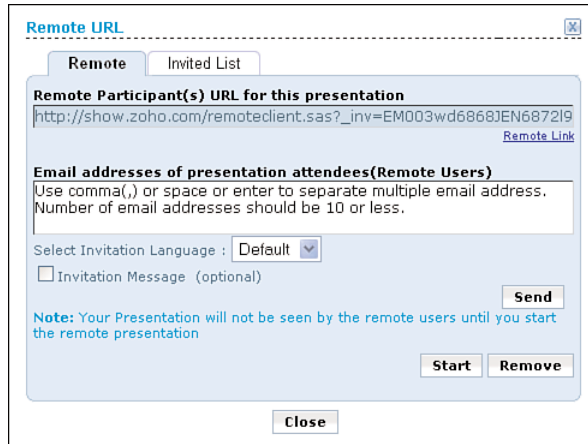 Remote URL
X
Remote
Invited List
Remote Participant(s) URL for this presentation
http://show.zoho.com/remoteclient.sas?_inv=EM003wd6868JEN6872l9
Remote Link
Email addresses of presentation attendees(Remote Users)
Use comma(,) or space or enter to separate multiple email address.
Number of email addresses should be 10 or less.
Select Invitation Language : Default
Invitation Message (optional)
Send
Note: Your Presentation will not be seen by the remote users until you start
the remote presentation
Start Remove
Close